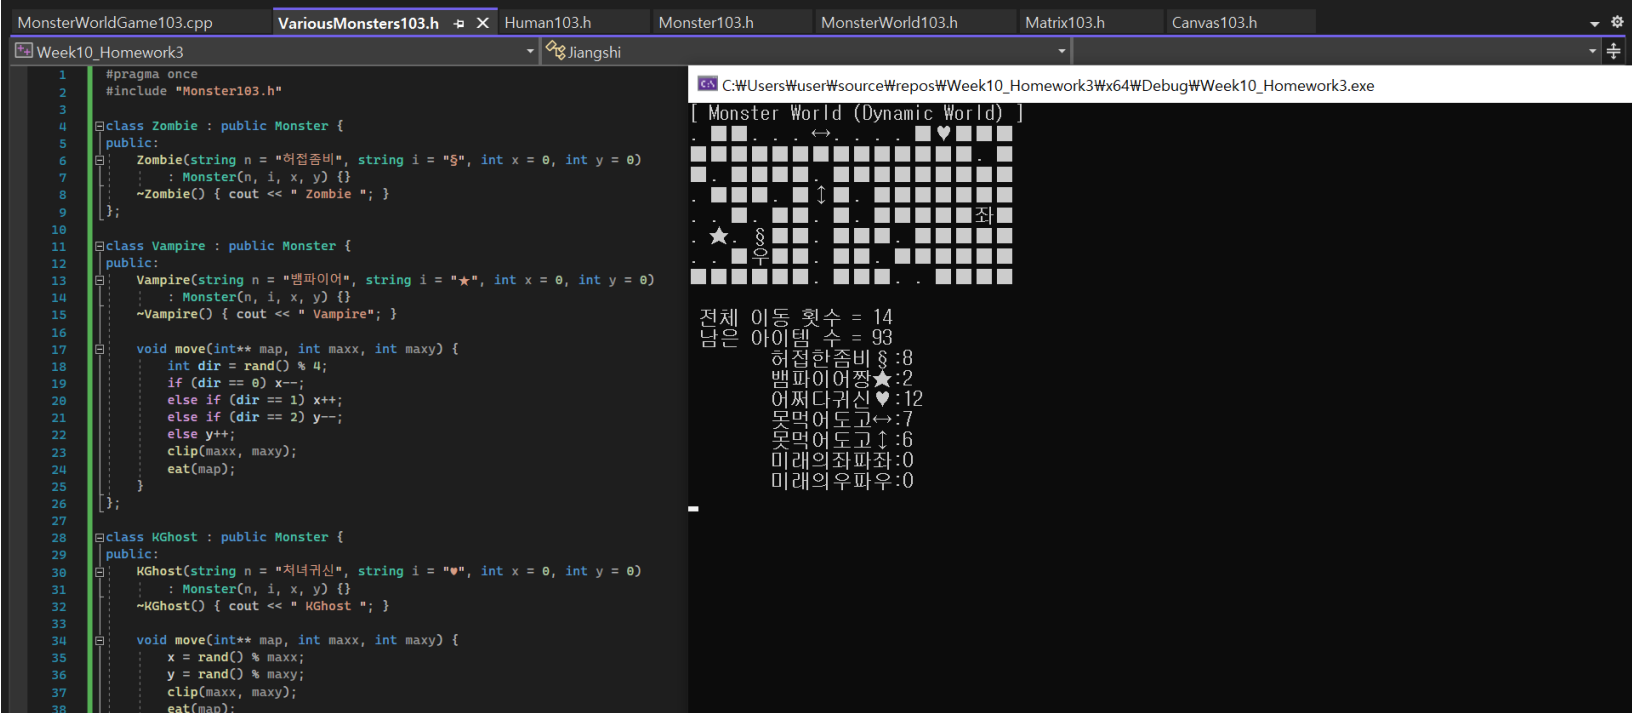 MonsterWorldGame103.cpp VariousMonsters103.h Human103.h Monster103.h MonsterWorld103.h Matrix103.h Canvas103.h
Week10_Homework3 Jiangshi
1 #pragma once
2 #include "Monster103.h"
3
4 class Zombie : public Monster {
5 public:
6 Zombie(string n = "허접좀비", string i = "§", int x = 0, int y = 0)
7 : Monster(n, i, x, y) {}
8 ~Zombie() { cout << " Zombie "; }
9 };
10
11 class Vampire : public Monster {
12 public:
13 Vampire(string n = "뱀파이어", string i = "★", int x = 0, int y = 0)
14 : Monster(n, i, x, y) {}
15 ~Vampire() { cout << " Vampire"; }
16
17 void move(int** map, int maxx, int maxy) {
18 int dir = rand() % 4;
19 if (dir == 0) x--;
20 else if (dir == 1) x++;
21 else if (dir == 2) y--;
22 else y++;
23 clip(maxx, maxy);
24 eat(map);
25 }
26 };
27
28 class KGhost : public Monster {
29 public:
30 KGhost(string n = "처녀귀신", string i = "♥", int x = 0, int y = 0)
31 : Monster(n, i, x, y) {}
32 ~KGhost() { cout << " KGhost "; }
33
34 void move(int** map, int maxx, int maxy) {
35 x = rand() % maxx;
36 y = rand() % maxy;
37 clip(maxx, maxy);
38 eat(map);
C:₩Users₩user₩source₩repos₩Week10_Homework3₩x64₩Debug₩Week10_Homework3.exe
[ Monster World (Dynamic World) ]
. ■■. . . ↔. . . . ■♥■■■
■■■■■■■■■■■■■■. ■
■. ■■■■. ■■■■■■■■■
. ■■■. ■↕■. ■■■■■■■
. . ■. ■■. ■. ■■■■■좌■
. ★. §■■. ■■■. ■■■■■
. . ■우■■. ■■. ■■■■■■
■■■■■■. ■■■. . ■■■■
전체 이동 횟수 = 14
남은 아이템 수 = 93
허접한좀비§:8
뱀파이어짱★:2
어쩌다귀신♥:12
못먹어도고↔:7
못먹어도고↕:6
미래의좌파좌:0
미래의우파우:0